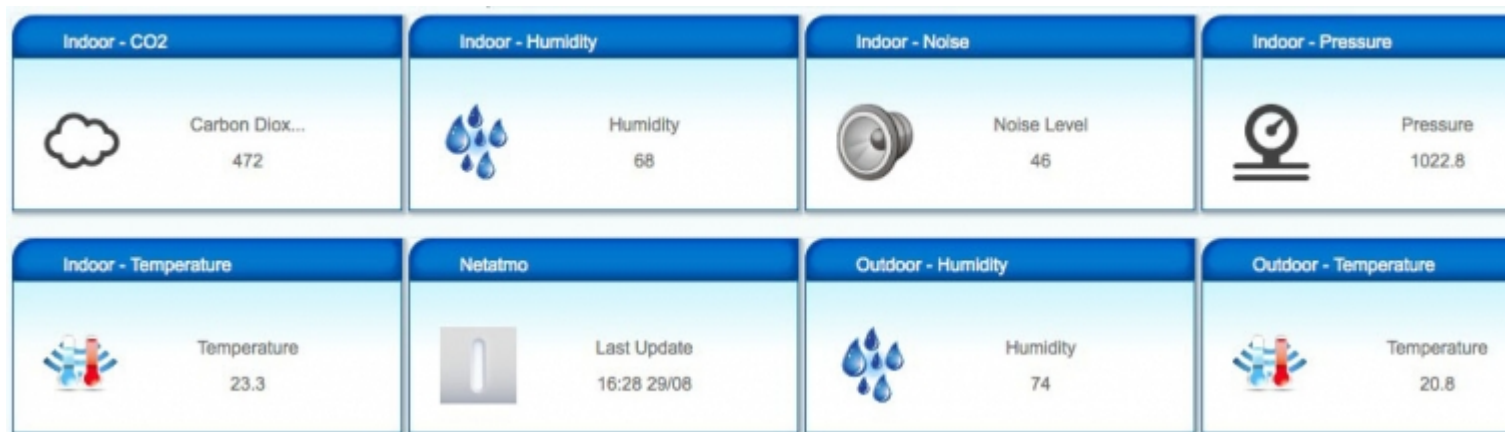 Indoor - CO2
Carbon Diox...
472
Indoor - Humidity
Humidity
68
Indoor - Noise
Noise Level
46
Indoor - Pressure
Pressure
1022.8
Indoor - Temperature
Temperature
23.3
Netatmo
Last Update
16:28 29/08
Outdoor - Humidity
Humidity
74
Outdoor - Temperature
Temperature
20.8